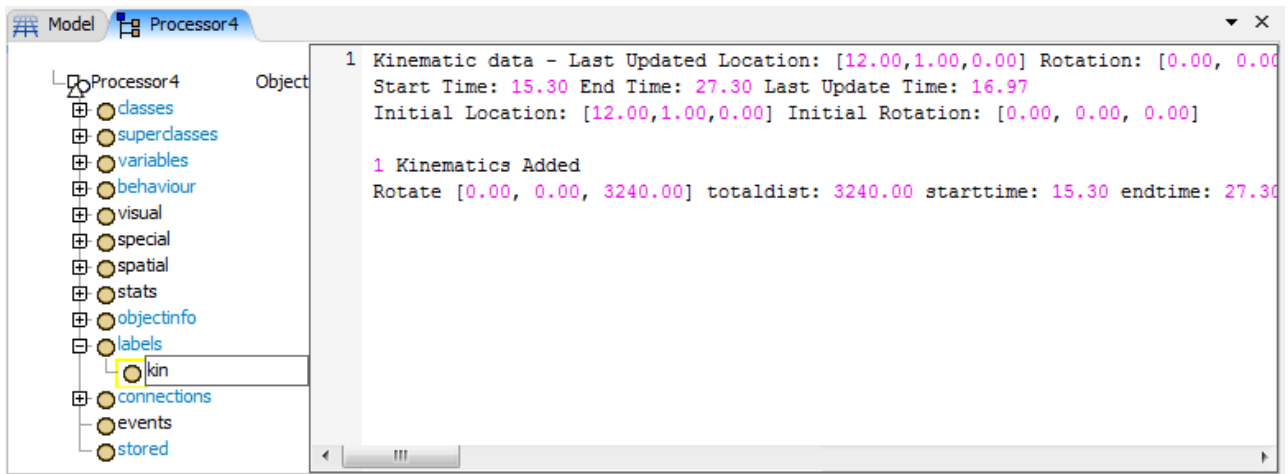 Model Processor4
Processor4 Object
classes
superclasses
variables
behaviour
visual
special
spatial
stats
objectinfo
labels
kin
connections
events
stored
1 Kinematic data - Last Updated Location: [12.00,1.00,0.00] Rotation: [0.00, 0.00
Start Time: 15.30 End Time: 27.30 Last Update Time: 16.97
Initial Location: [12.00,1.00,0.00] Initial Rotation: [0.00, 0.00, 0.00]
1 Kinematics Added
Rotate [0.00, 0.00, 3240.00] totaldist: 3240.00 starttime: 15.30 endtime: 27.30